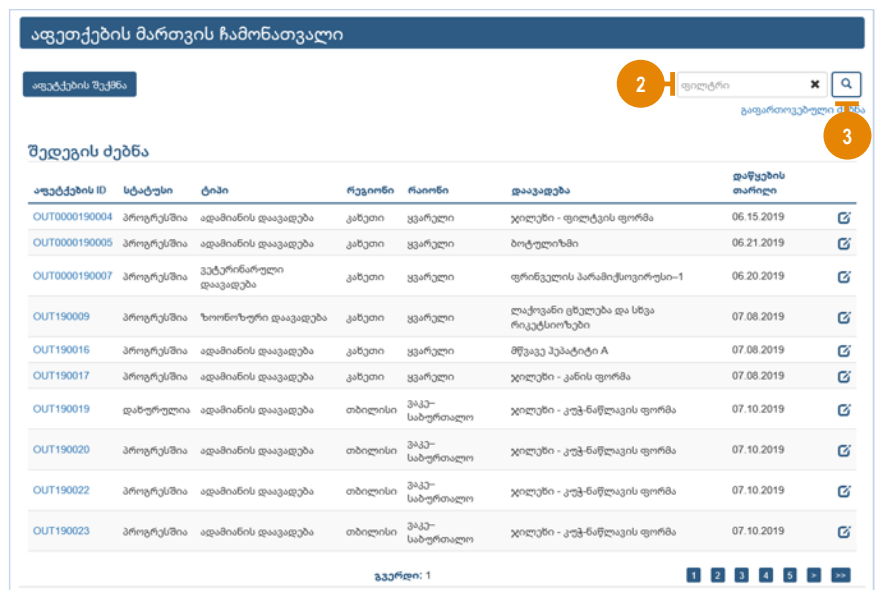 აფეთქების მართვის ჩამონათვალი
აფეტქების შექმნა
2
ფილტრი
გაფართოვებული ძებნა
3
შედეგის ძებნა
აფეტქების ID სტატუსი ტიპი რეგიონი რაიონი დაავადება დაწყების
თარიღი
OUT0000190004 პროგრესშია ადამიანის დაავადება კახეთი ყვარელი ჯილეხი - ფილტვის ფორმა 06.15.2019
OUT0000190005 პროგრესშია ადამიანის დაავადება კახეთი ყვარელი ბოტულიზმი 06.21.2019
OUT0000190007 პროგრესშია ვეტერინარული
დაავადება კახეთი ყვარელი ფრინველის პარამიქსოვირუსი–1 06.20.2019
OUT190009 პროგრესშია ზოონოზური დაავადება კახეთი ყვარელი ლაქოვანი ცხელება და სხვა
რიკეტსიოზები 07.08.2019
OUT190016 პროგრესშია ადამიანის დაავადება კახეთი ყვარელი მწვავე ჰეპატიტი A 07.08.2019
OUT190017 პროგრესშია ადამიანის დაავადება კახეთი ყვარელი ჯილეხი - კანის ფორმა 07.08.2019
OUT190019 დახურულია ადამიანის დაავადება თბილისი ვაკე–
საბურთალო ჯილეხი - კუჭ-ნაწლავის ფორმა 07.10.2019
OUT190020 პროგრესშია ადამიანის დაავადება თბილისი ვაკე–
საბურთალო ჯილეხი - კუჭ-ნაწლავის ფორმა 07.10.2019
OUT190022 პროგრესშია ადამიანის დაავადება თბილისი ვაკე–
საბურთალო ჯილეხი - კუჭ-ნაწლავის ფორმა 07.10.2019
OUT190023 პროგრესშია ადამიანის დაავადება თბილისი ვაკე–
საბურთალო ჯილეხი - კუჭ-ნაწლავის ფორმა 07.10.2019
გვერდი: 1 1 2 3 4 5 > >>